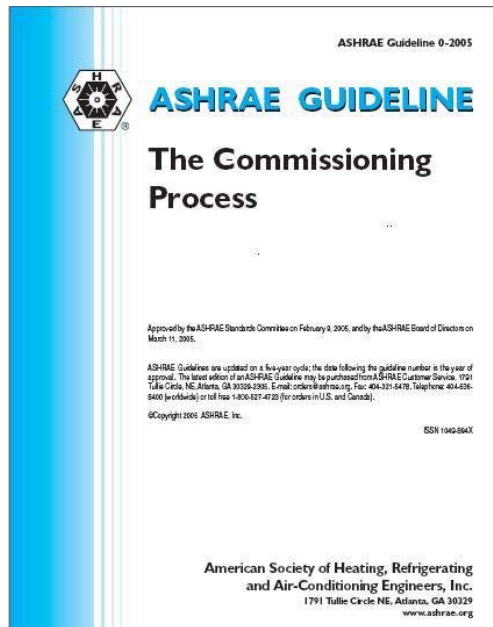 ASHRAE Guideline 0-2005
ASHRAE
®
ASHRAE GUIDELINE
The Commissioning
Process
Approved by the ASHRAE Standards Committee on February 9, 2005, and by the ASHRAE Board of Directors on
March 11, 2005.
ASHRAE Guidelines are updated on a five-year cycle; the date following the guideline number is the year of
approval. The latest edition of an ASHRAE Guideline may be purchased from ASHRAE Customer Service, 1791
Tullie Circle, NE, Atlanta, GA 30329-2305. E-mail: orders@ashrae.org. Fax: 404-321-5478. Telephone: 404-636-
8400 (worldwide) or toll free 1-800-527-4723 (for orders in U.S. and Canada).
©Copyright 2005 ASHRAE, Inc.
ISSN 1049-894X
American Society of Heating, Refrigerating
and Air-Conditioning Engineers, Inc.
1791 Tullie Circle NE, Atlanta, GA 30329
www.ashrae.org